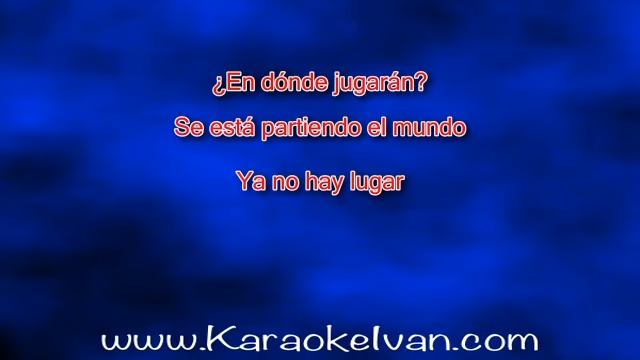 ¿En dónde jugarán?
Se está partiendo el mundo
Ya no hay lugar
www.KaraokeIvan.com